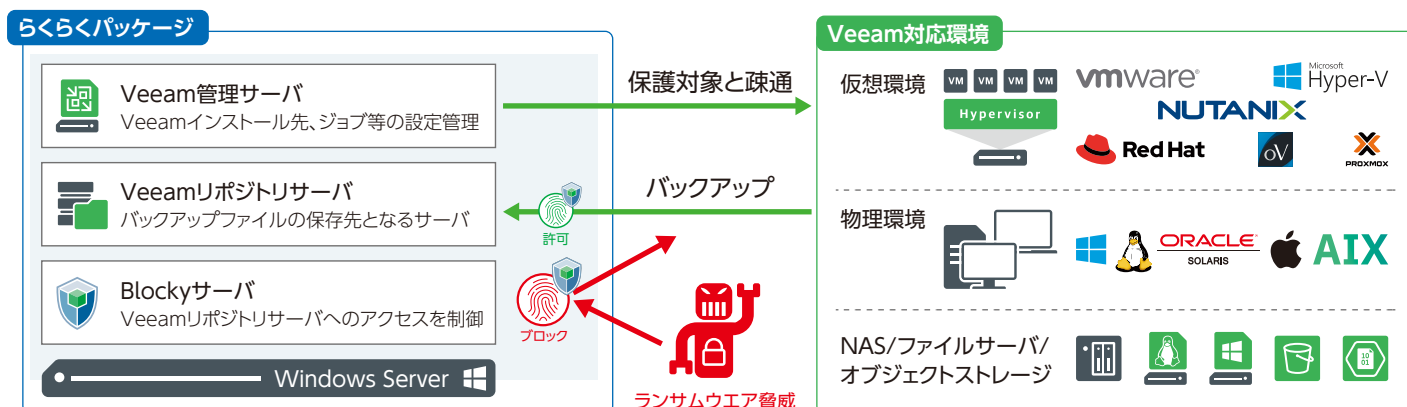 らくらくパッケージ
Veeam管理サーバ
Veeamインストール先、ジョブ等の設定管理
Veeamリポジトリサーバ
バックアップファイルの保存先となるサーバ
Blockyサーバ
Veeamリポジトリサーバへのアクセスを制御
Windows Server
保護対象と疎通
バックアップ
許可
ブロック
ランサムウエア脅威
Veeam対応環境
仮想環境
VM VM VM VM
Hypervisor
vmware®
Microsoft
Hyper-V
NUTANIX
Red Hat
oV
PROXMOX
物理環境
ORACLE®
SOLARIS
AIX
NAS/ファイルサーバ/
オブジェクトストレージ
10
01